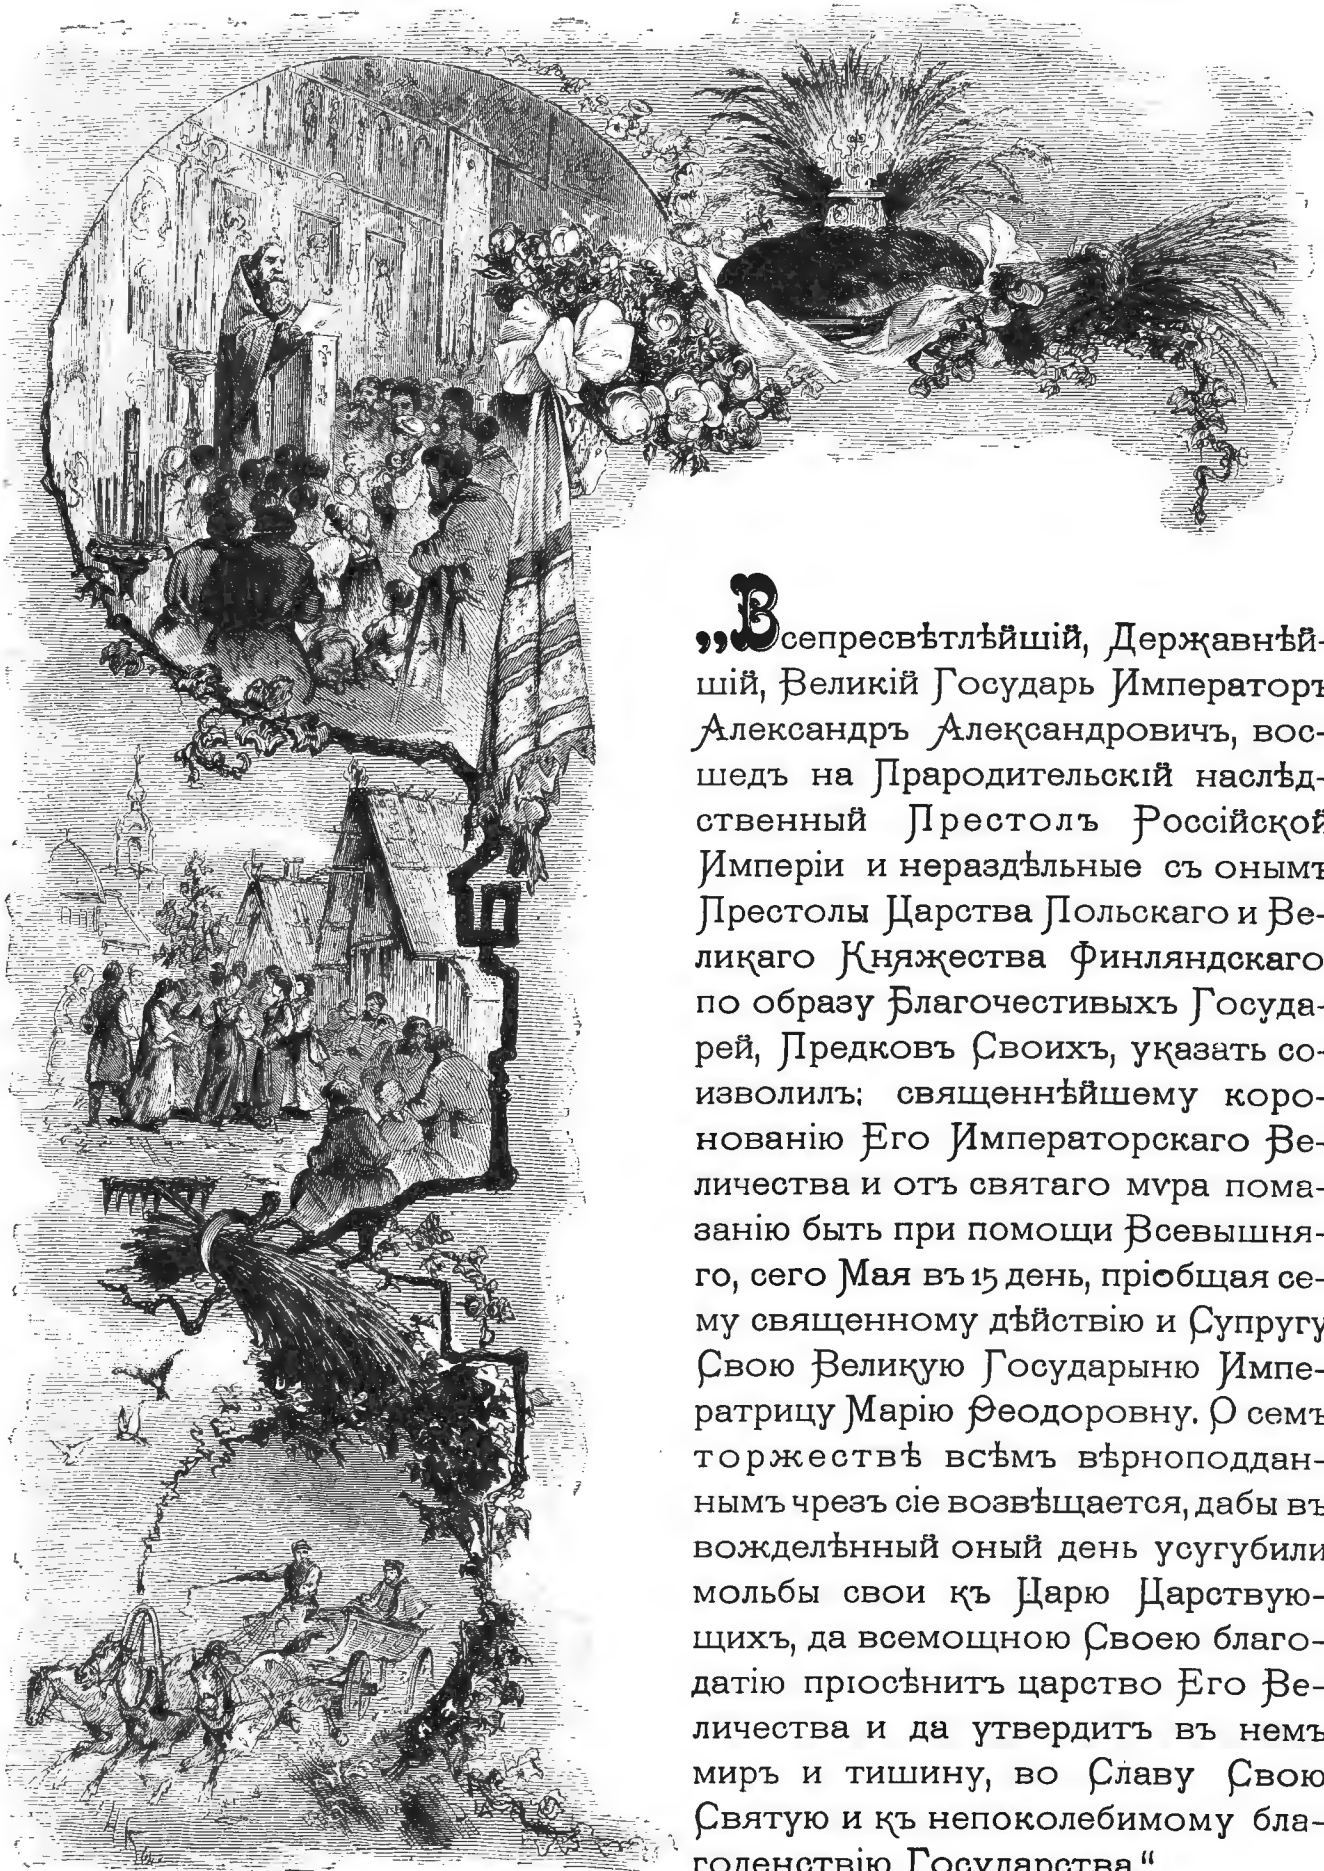 „Всепресвѣтлѣйшій, Державнѣй-
шій, Великій Государь Императоръ
Александръ Александровичъ, вос-
шедъ на Прародительскій наслѣд-
ственный Престолъ Россійской
Имперіи и нераздѣльные съ онымъ
Престолы Царства Польскаго и Ве-
ликаго Княжества Финляндскаго
по образу Благочестивыхъ Госуда-
рей, Предковъ Своихъ, указать со-
изволилъ: священнѣйшему коро-
нованію Его Императорскаго Ве-
личества и отъ святаго мѵра пома-
занію быть при помощи Всевышня-
го, сего Мая въ 15 день, пріобщая се-
му священному дѣйствію и Супругу
Свою Великую Государыню Импе-
ратрицу Марію Ѳеодоровну. О семъ
торжествѣ всѣмъ вѣрноподдан-
нымъ чрезъ сіе возвѣщается, дабы въ
вожделѣнный оный день усугубили
мольбы свои къ Царю Царствую-
щихъ, да всемощною Своею благо-
датію пріосѣнитъ царство Его Ве-
личества и да утвердитъ въ немъ
миръ и тишину, во Славу Свою
Святую и къ непоколебимому бла-
годенствію Государства.“